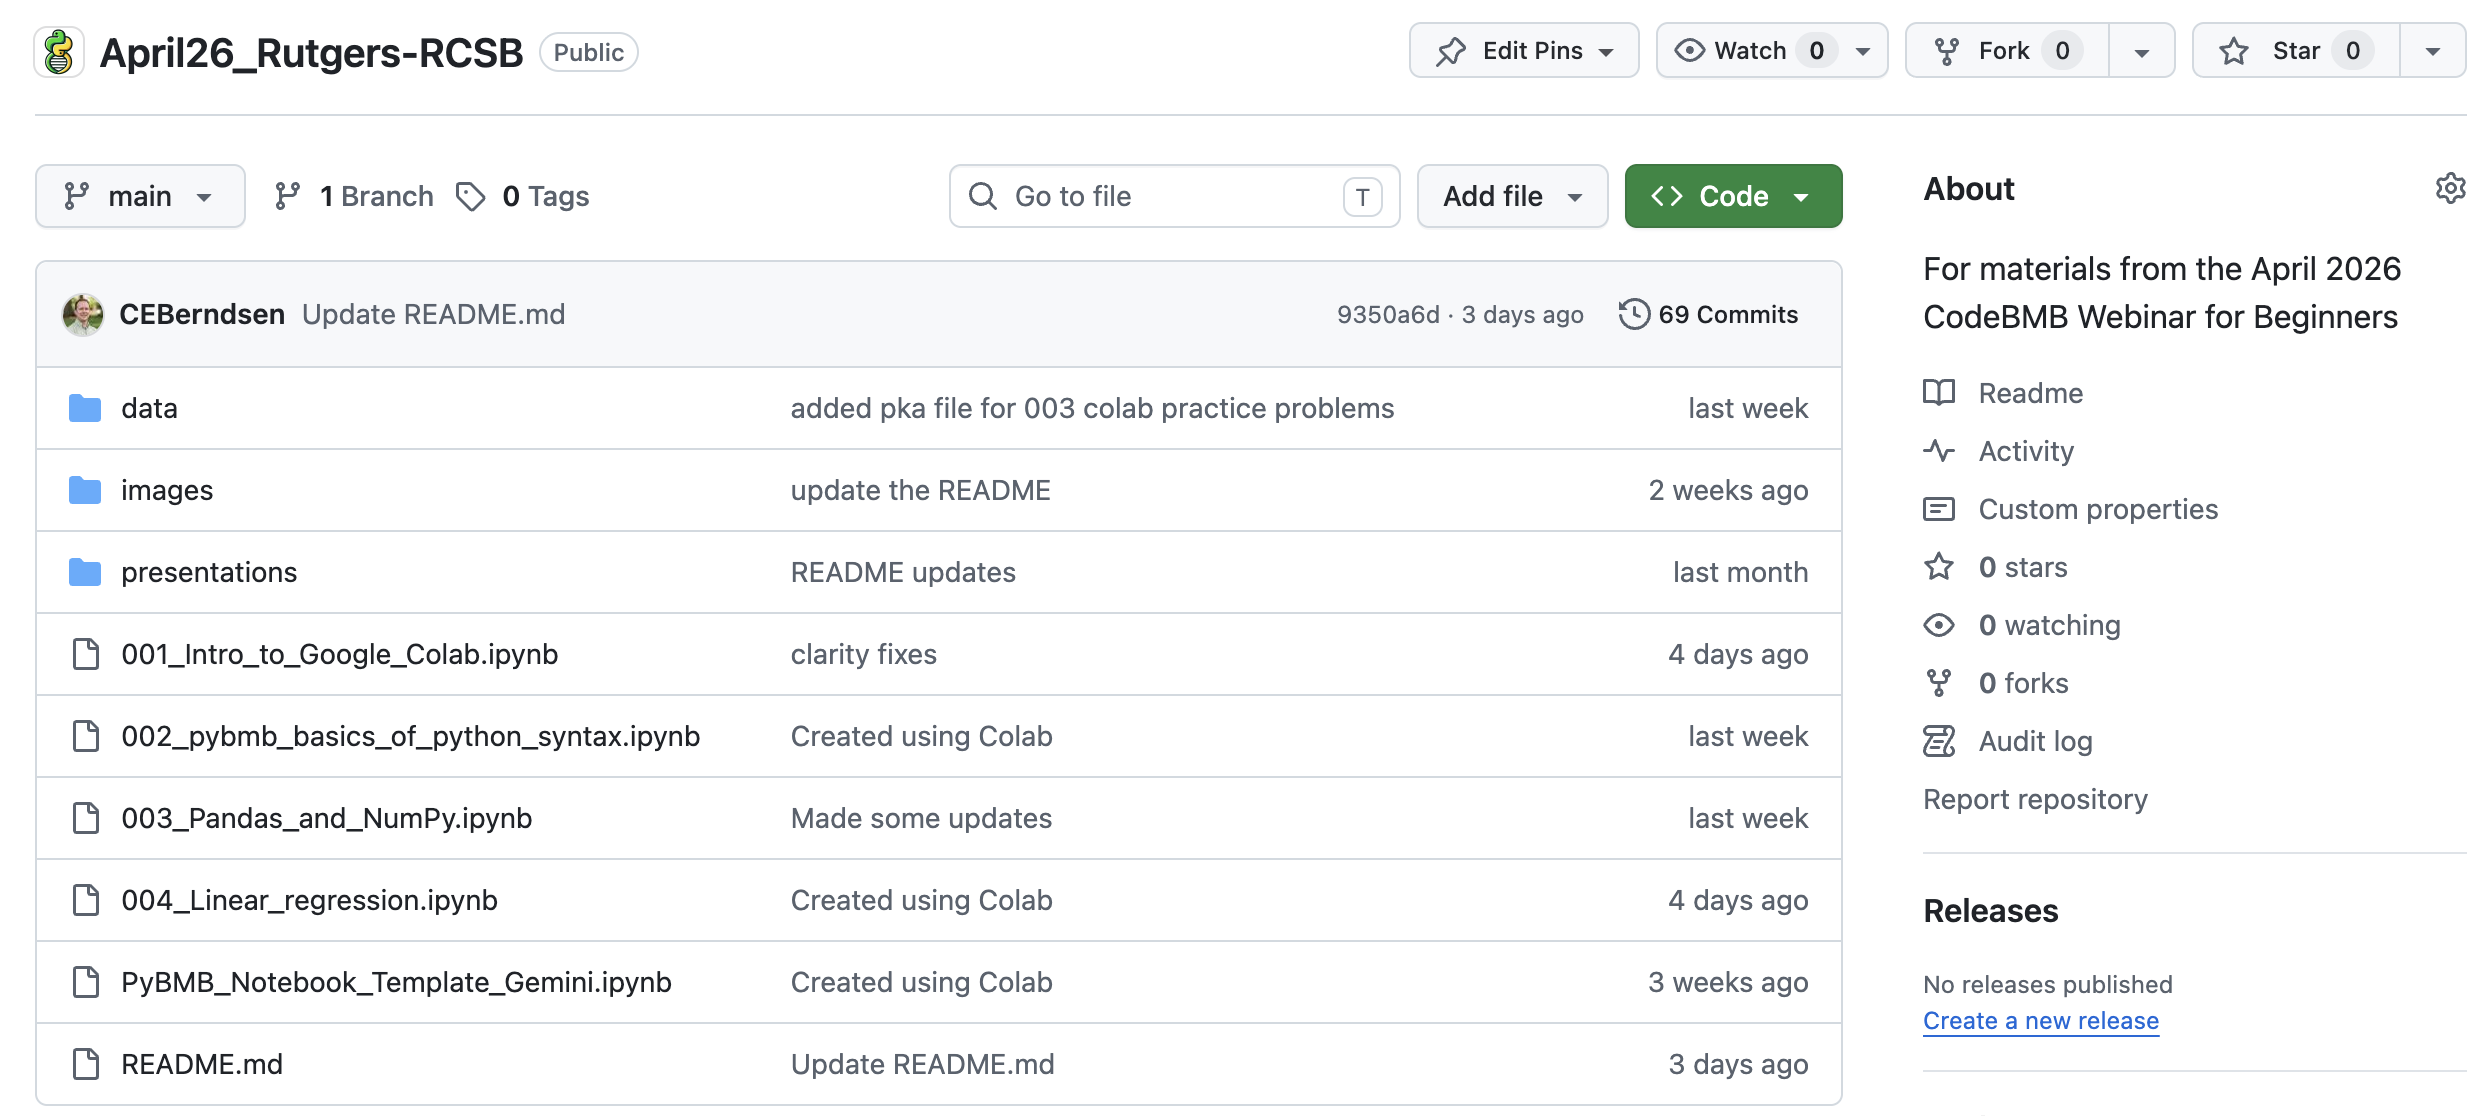 April26_Rutgers-RCSB Public Edit Pins Watch 0 Fork 0 Star 0
main 1 Branch 0 Tags Go to file T Add file Code
CEBerndsen Update README.md 9350a6d · 3 days ago 69 Commits
data added pka file for 003 colab practice problems last week
images update the README 2 weeks ago
presentations README updates last month
001_Intro_to_Google_Colab.ipynb clarity fixes 4 days ago
002_pybmb_basics_of_python_syntax.ipynb Created using Colab last week
003_Pandas_and_NumPy.ipynb Made some updates last week
004_Linear_regression.ipynb Created using Colab 4 days ago
PyBMB_Notebook_Template_Gemini.ipynb Created using Colab 3 weeks ago
README.md Update README.md 3 days ago
About
For materials from the April 2026
CodeBMB Webinar for Beginners
Readme
Activity
Custom properties
0 stars
0 watching
0 forks
Audit log
Report repository
Releases
No releases published
Create a new release